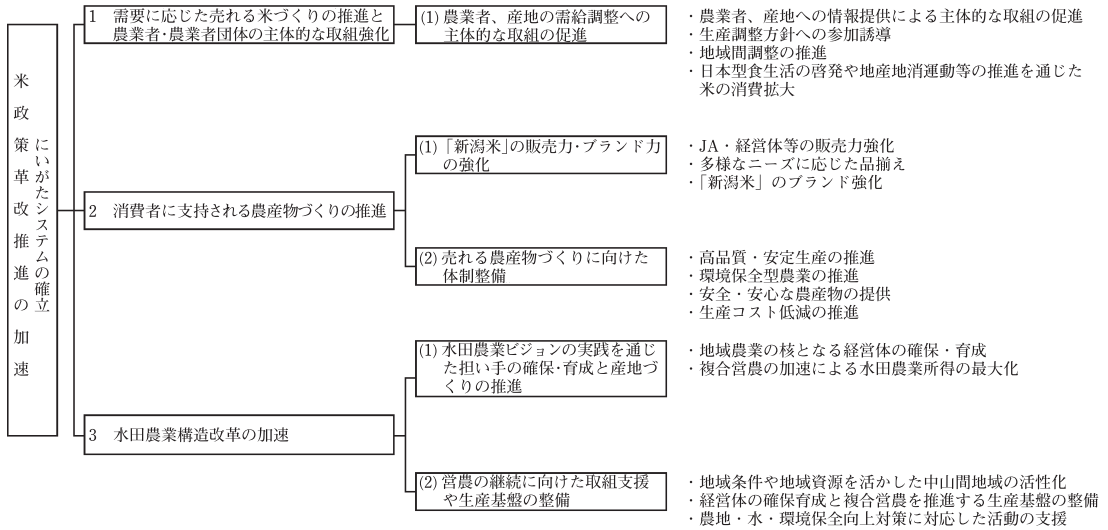 米政策改革推進の加速
にいがたシステムの確立
1 需要に応じた売れる米づくりの推進と
農業者・農業者団体の主体的な取組強化
(1) 農業者、産地の需給調整への
主体的な取組の促進
・農業者、産地への情報提供による主体的な取組の促進
・生産調整方針への参加誘導
・地域間調整の推進
・日本型食生活の啓発や地産地消運動等の推進を通じた
米の消費拡大
2 消費者に支持される農産物づくりの推進
(1)「新潟米」の販売力・ブランド力
の強化
・JA・経営体等の販売力強化
・多様なニーズに応じた品揃え
・「新潟米」のブランド強化
(2) 売れる農産物づくりに向けた
体制整備
・高品質・安定生産の推進
・環境保全型農業の推進
・安全・安心な農産物の提供
・生産コスト低減の推進
3 水田農業構造改革の加速
(1) 水田農業ビジョンの実践を通じ
た担い手の確保・育成と産地づ
くりの推進
・地域農業の核となる経営体の確保・育成
・複合営農の加速による水田農業所得の最大化
(2) 営農の継続に向けた取組支援
や生産基盤の整備
・地域条件や地域資源を活かした中山間地域の活性化
・経営体の確保育成と複合営農を推進する生産基盤の整備
・農地・水・環境保全向上対策に対応した活動の支援